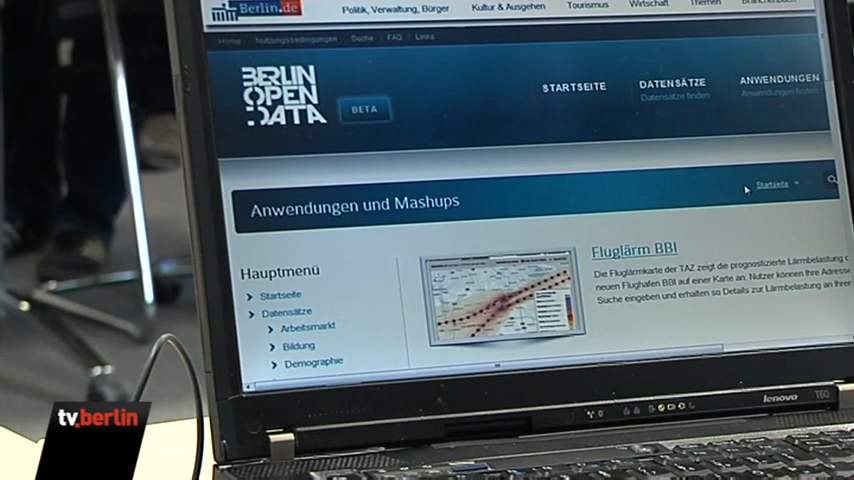 Berlin.de
Politik, Verwaltung, Bürger Kultur & Ausgehen Tourismus Wirtschaft Themen
Home Nutzungsbedingungen Suche FAQ Links
BERLIN
OPEN
DATA
BETA
STARTSEITE DATENSÄTZE ANWENDUNGEN
Datensätze finden Anwendungen finden
Startseite »
Anwendungen und Mashups
Hauptmenü
Startseite
Datensätze
Arbeitsmarkt
Bildung
Demographie
Fluglärm BBI
Die Fluglärmkarte der TAZ zeigt die prognostizierte Lärmbelastung
neuen Flughafen BBI auf einer Karte an. Nutzer können Ihre Adresse
Suche eingeben und erhalten so Details zur Lärmbelastung an Ihrer
lenovo T60
tv.berlin